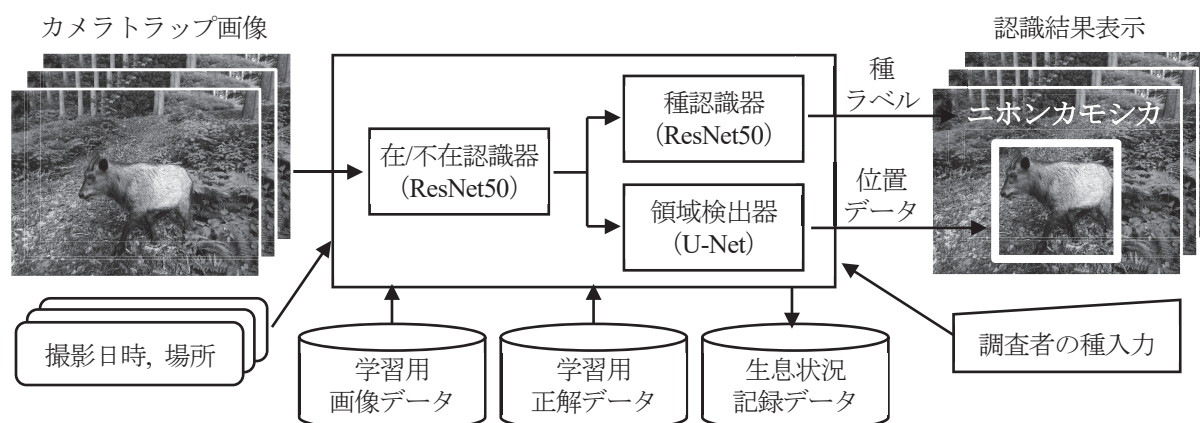 カメラトラップ画像
認識結果表示
種
ラベル
種認識器
(ResNet50)
ニホンカモシカ
在/不在認識器
(ResNet50)
位置
データ
領域検出器
(U-Net)
撮影日時, 場所
調査者の種入力
学習用
画像データ
学習用
正解データ
生息状況
記録データ